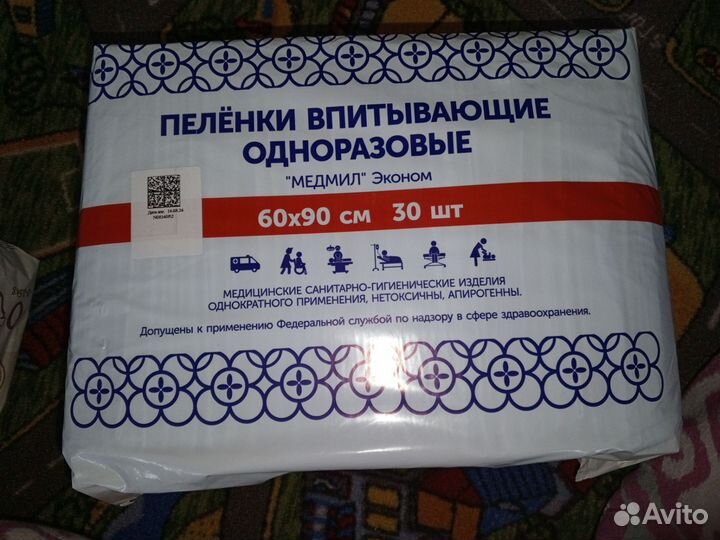 ПЕЛЁНКИ ВПИТЫВАЮЩИЕ
ОДНОРАЗОВЫЕ
"МЕДМИЛ" Эконом
60х90 см 30 шт
МЕДИЦИНСКИЕ САНИТАРНО-ГИГИЕНИЧЕСКИЕ ИЗДЕЛИЯ
ОДНОКРАТНОГО ПРИМЕНЕНИЯ, НЕТОКСИЧНЫ, АПИРОГЕННЫ.
Допущены к применению Федеральной службой по надзору в сфере здравоохранения.
Avito